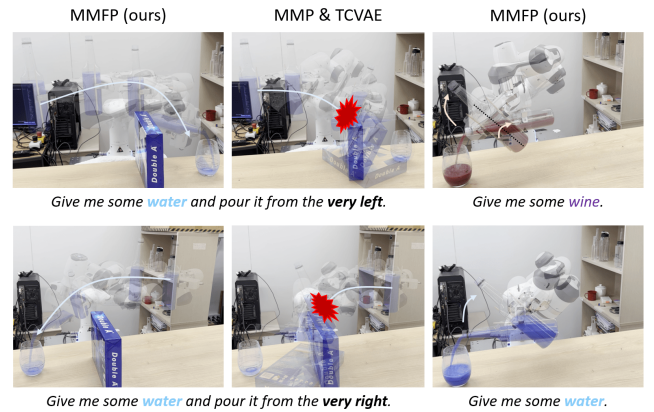 MMFP (ours)
MMP & TCVAE
MMFP (ours)
Double A
Double A
Give me some water and pour it from the very left.
Give me some wine.
Double A
Double A
Give me some water and pour it from the very right.
Give me some water.